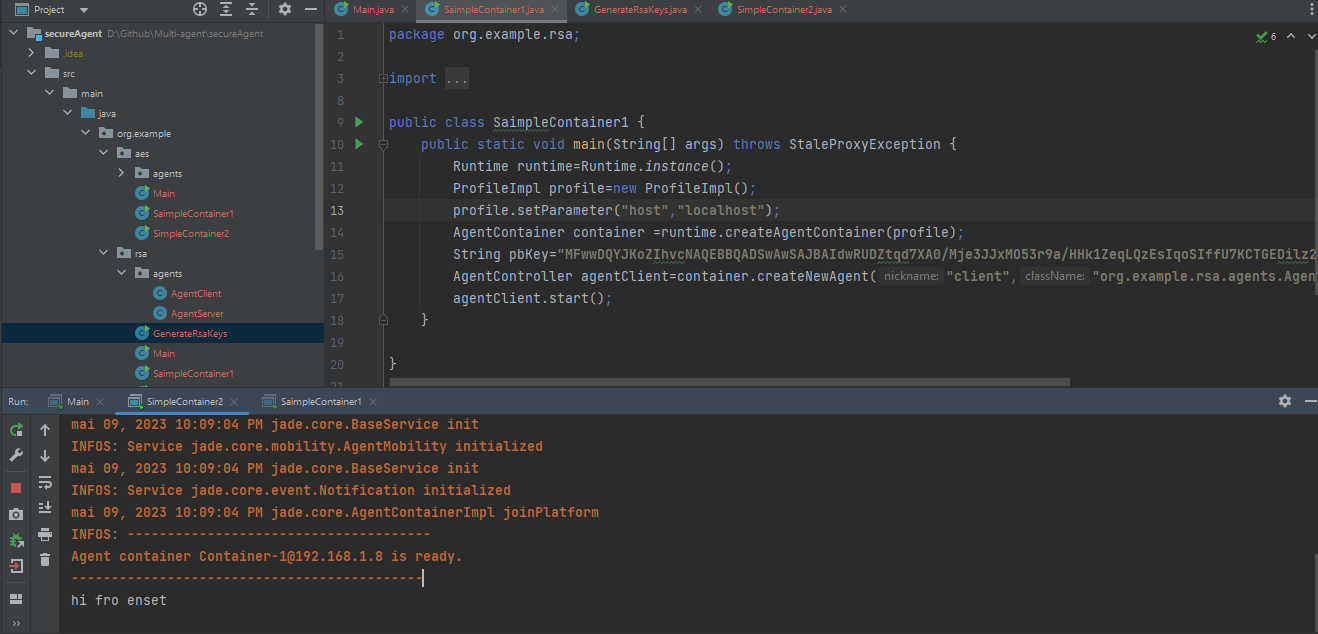 Project
secureAgent D:\Github\Multi-agent\secureAgent
.idea
src
main
java
org.example
aes
agents
Main
SaimpleContainer1
SimpleContainer2
rsa
agents
AgentClient
AgentServer
GenerateRsaKeys
Main
SaimpleContainer1
Main.java
SaimpleContainer1.java
GenerateRsaKeys.java
SimpleContainer2.java
6
1 package org.example.rsa;
2
3 import ...
8
9 public class SaimpleContainer1 {
10 public static void main(String[] args) throws StaleProxyException {
11 Runtime runtime=Runtime.instance();
12 ProfileImpl profile=new ProfileImpl();
13 profile.setParameter("host","localhost");
14 AgentContainer container =runtime.createAgentContainer(profile);
15 String pbKey="MFwwDQYJKoZIhvcNAQEBBQADSwAwSAJBAIdwRUDZtqd7XA0/Mje3JJxMO53r9a/HHk1ZeqLQzEsIqoSIffU7KCTGEDilz2
16 AgentController agentClient=container.createNewAgent( nickname: "client", className: "org.example.rsa.agents.Agen
17 agentClient.start();
18 }
19
20 }
21
Run: Main SimpleContainer2 SaimpleContainer1
mai 09, 2023 10:09:04 PM jade.core.BaseService init
INFOS: Service jade.core.mobility.AgentMobility initialized
mai 09, 2023 10:09:04 PM jade.core.BaseService init
INFOS: Service jade.core.event.Notification initialized
mai 09, 2023 10:09:04 PM jade.core.AgentContainerImpl joinPlatform
INFOS: --------------------------------------
Agent container Container-1@192.168.1.8 is ready.
--------------------------------------------
hi fro enset